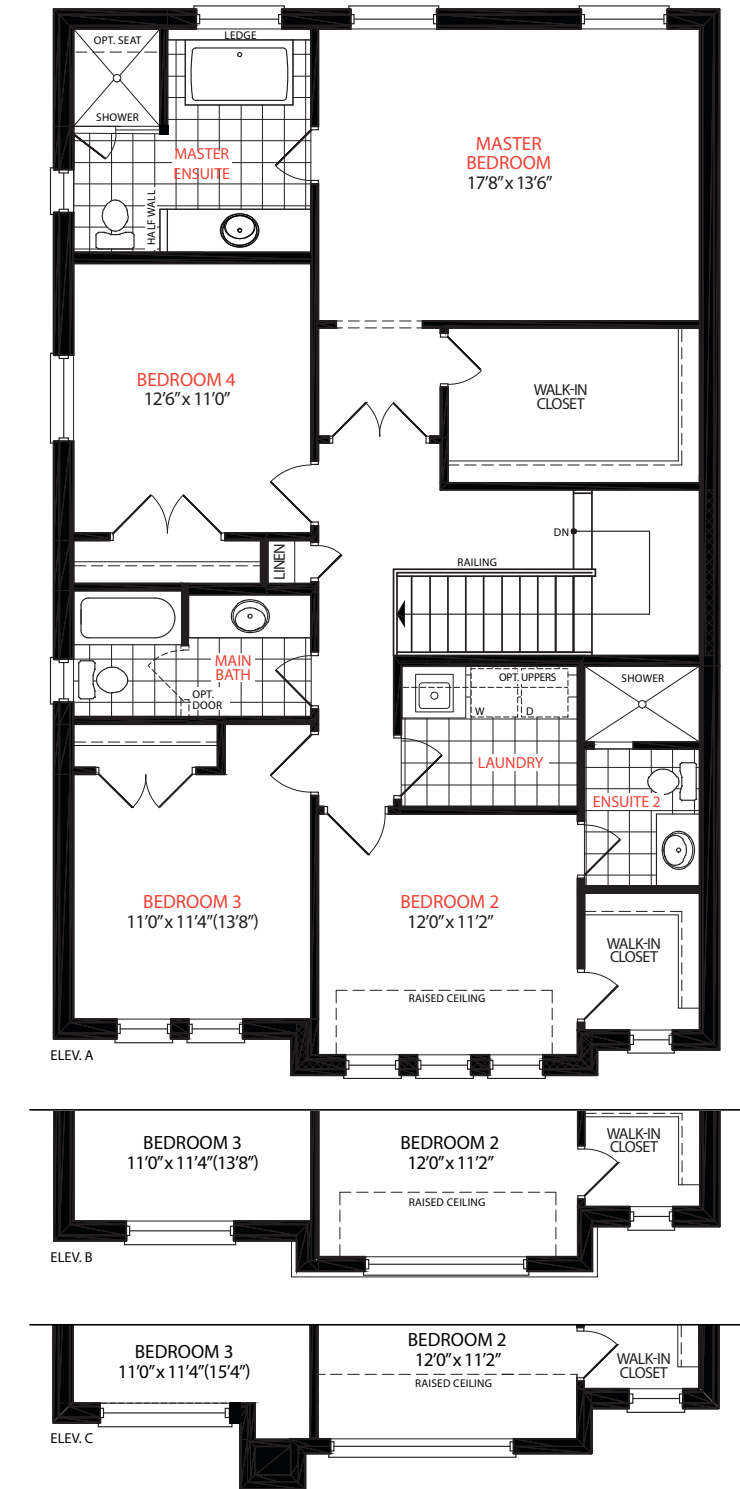 OPT. SEAT
LEDGE
SHOWER
MASTER
ENSUITE
HALF WALL
MASTER
BEDROOM
17'8" x 13'6"
BEDROOM 4
12'6" x 11'0"
WALK-IN
CLOSET
LINEN
DN
RAILING
MAIN
BATH
OPT.
DOOR
OPT. UPPERS
W
D
LAUNDRY
SHOWER
ENSUITE 2
BEDROOM 3
11'0" x 11'4"(13'8")
BEDROOM 2
12'0" x 11'2"
RAISED CEILING
WALK-IN
CLOSET
ELEV. A
BEDROOM 3
11'0" x 11'4"(13'8")
BEDROOM 2
12'0" x 11'2"
RAISED CEILING
WALK-IN
CLOSET
ELEV. B
BEDROOM 3
11'0" x 11'4"(15'4")
BEDROOM 2
12'0" x 11'2"
RAISED CEILING
WALK-IN
CLOSET
ELEV. C